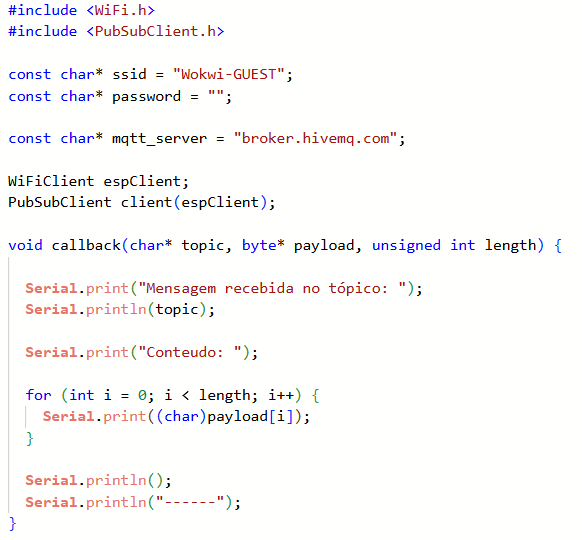 #include <WiFi.h>
#include <PubSubClient.h>
const char* ssid = "Wokwi-GUEST";
const char* password = "";
const char* mqtt_server = "broker.hivemq.com";
WiFiClient espClient;
PubSubClient client(espClient);
void callback(char* topic, byte* payload, unsigned int length) {
Serial.print("Mensagem recebida no tópico: ");
Serial.println(topic);
Serial.print("Conteudo: ");
for (int i = 0; i < length; i++) {
Serial.print((char)payload[i]);
}
Serial.println();
Serial.println("------");
}